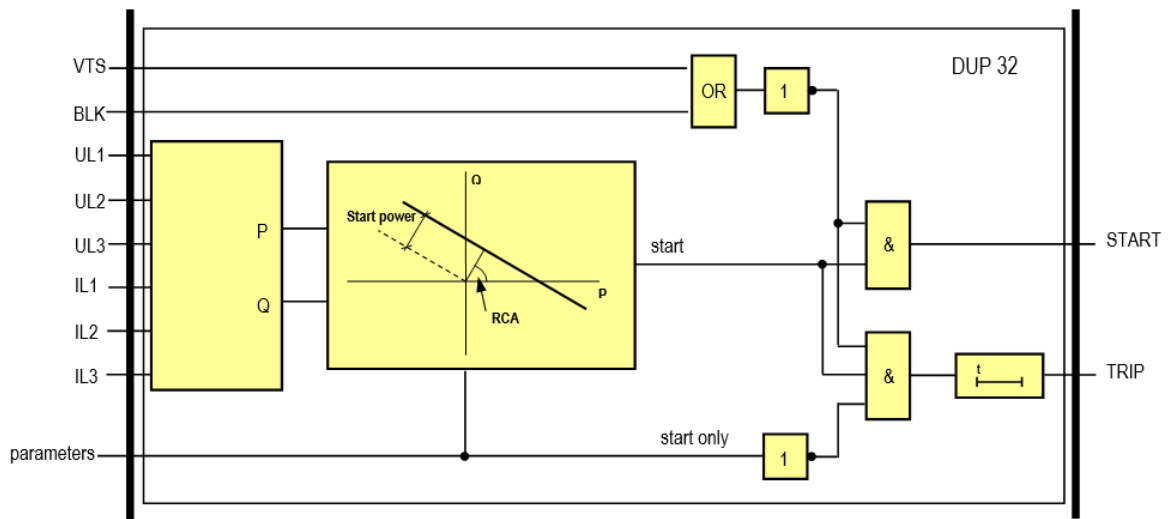 VTS
OR
1
DUP 32
BLK
UL1
UL2
UL3
IL1
IL2
IL3
P
Q
Q
Start power
P
RCA
start
&
START
&
t
TRIP
parameters
start only
1